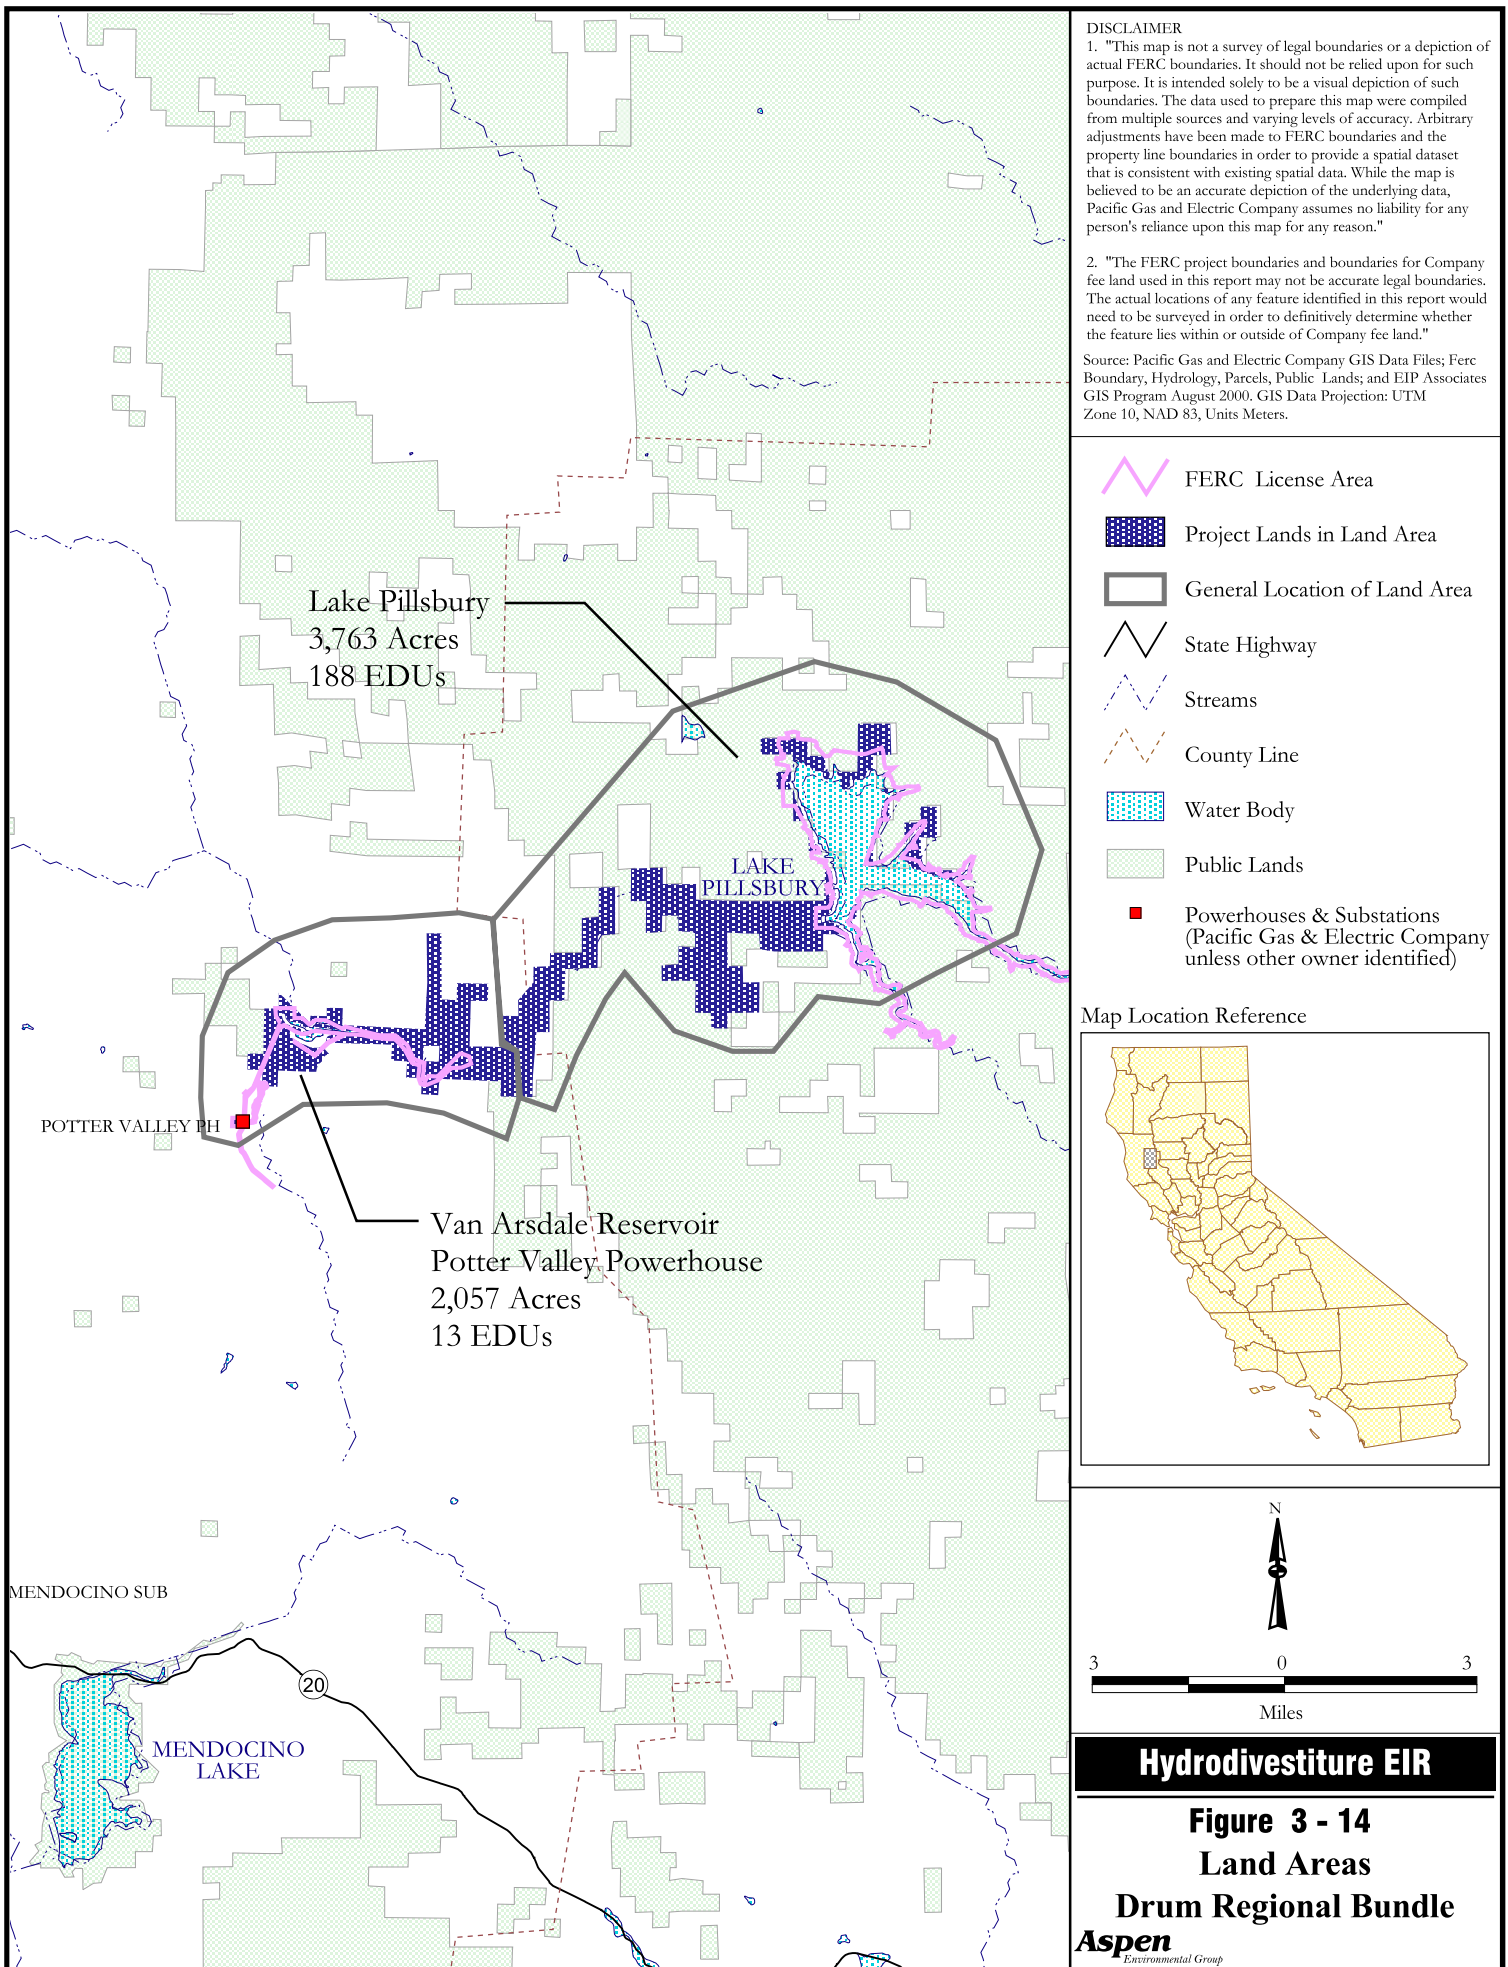 DISCLAIMER
1.  "This map is not a survey of legal boundaries or a depiction of
actual FERC boundaries. It should not be relied upon for such
purpose. It is intended solely to be a visual depiction of such
boundaries. The data used to prepare this map were compiled
from multiple sources and varying levels of accuracy. Arbitrary
adjustments have been made to FERC boundaries and the
property line boundaries in order to provide a spatial dataset
that is consistent with existing spatial data. While the map is
believed to be an accurate depiction of the underlying data,
Pacific Gas and Electric Company assumes no liability for any
person's reliance upon this map for any reason."
2.  "The FERC project boundaries and boundaries for Company
fee land used in this report may not be accurate legal boundaries.
The actual locations of any feature identified in this report would
need to be surveyed in order to definitively determine whether
the feature lies within or outside of Company fee land."
Source: Pacific Gas and Electric Company GIS Data Files; Ferc
Boundary, Hydrology, Parcels, Public  Lands; and EIP Associates
GIS Program August 2000. GIS Data Projection: UTM
Zone 10, NAD 83, Units Meters.
FERC  License Area
Project Lands in Land Area
General Location of Land Area
State Highway
Streams
County Line
Water Body
Public Lands
Powerhouses & Substations
(Pacific Gas & Electric Company
unless other owner identified)
Map Location Reference
Lake Pillsbury
3,763 Acres
188 EDUs
LAKE
PILLSBURY
POTTER VALLEY PH
Van Arsdale Reservoir
Potter Valley Powerhouse
2,057 Acres
13 EDUs
MENDOCINO SUB
20
MENDOCINO
LAKE
N
3 0 3
Miles
Hydrodivestiture EIR
Figure  3 - 14
Land Areas
Drum Regional Bundle
Aspen
Environmental Group